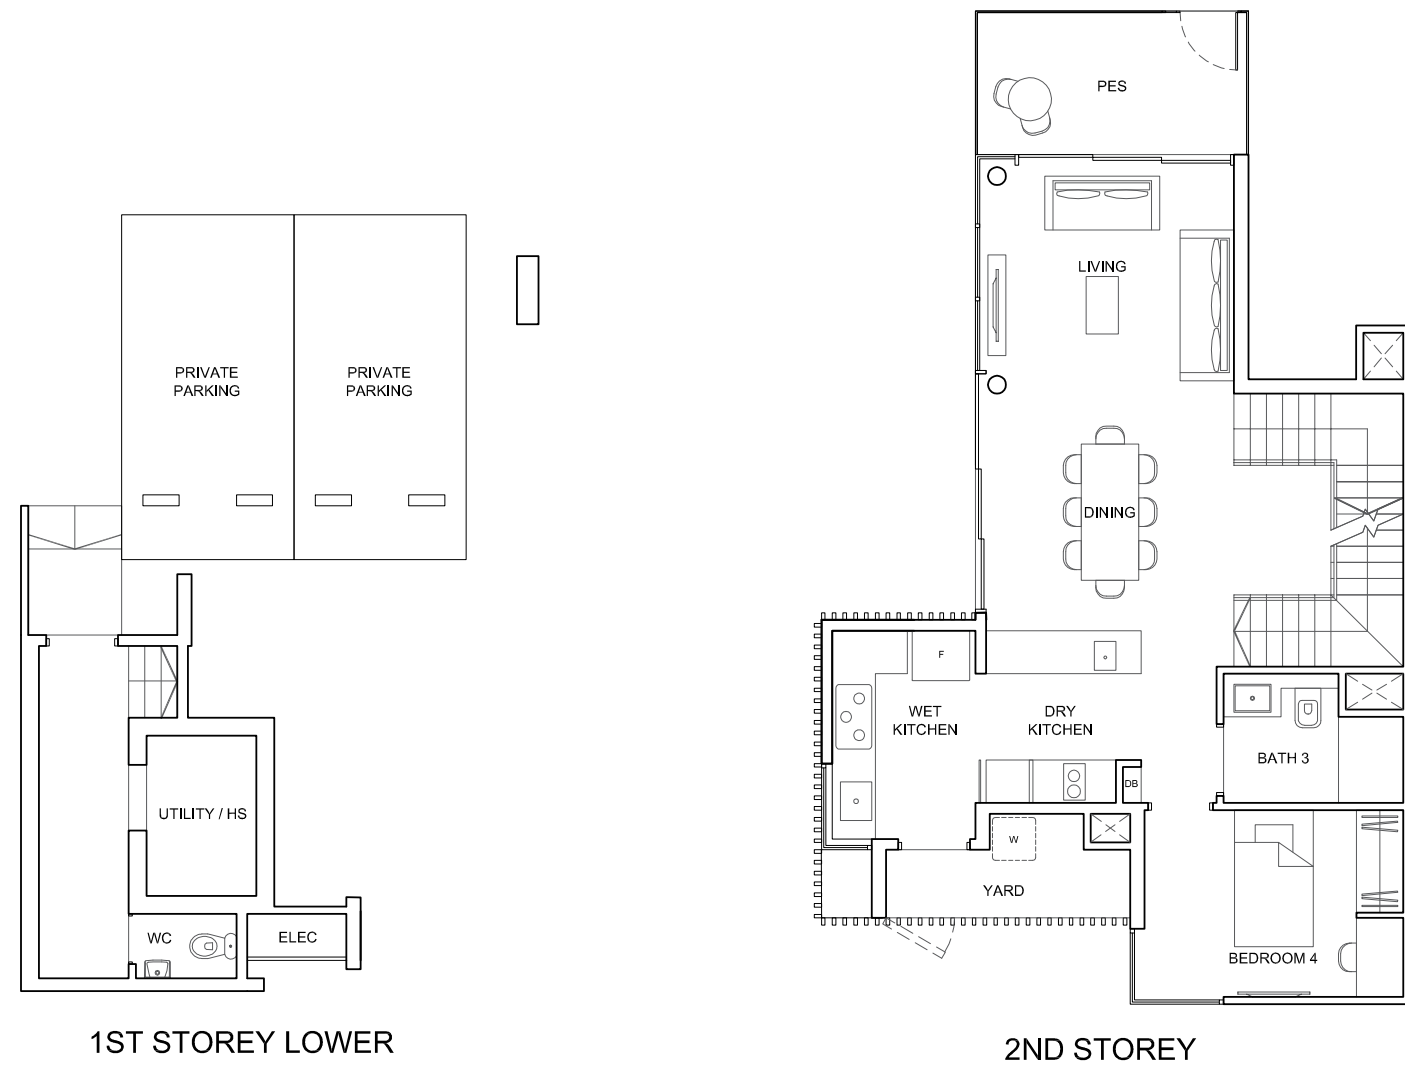 PRIVATE
PARKING
PRIVATE
PARKING
UTILITY / HS
WC
ELEC
1ST STOREY LOWER
PES
LIVING
DINING
F
WET
KITCHEN
DRY
KITCHEN
DB
BATH 3
W
YARD
BEDROOM 4
2ND STOREY